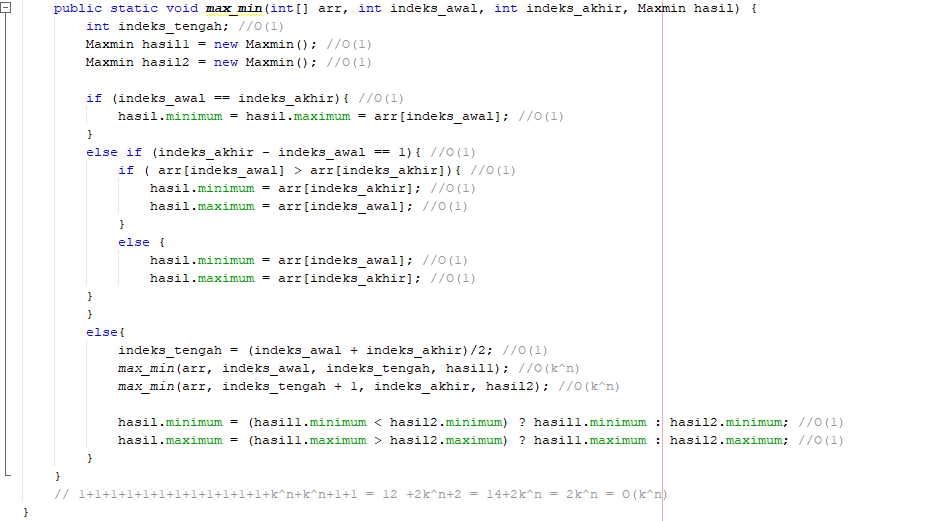 public static void max_min(int[] arr, int indeks_awal, int indeks_akhir, Maxmin hasil) {
int indeks_tengah; //O(1)
Maxmin hasil1 = new Maxmin(); //O(1)
Maxmin hasil2 = new Maxmin(); //O(1)
if (indeks_awal == indeks_akhir){ //O(1)
hasil.minimum = hasil.maximum = arr[indeks_awal]; //O(1)
}
else if (indeks_akhir - indeks_awal == 1){ //O(1)
if ( arr[indeks_awal] > arr[indeks_akhir]){ //O(1)
hasil.minimum = arr[indeks_akhir]; //O(1)
hasil.maximum = arr[indeks_awal]; //O(1)
}
else {
hasil.minimum = arr[indeks_awal]; //O(1)
hasil.maximum = arr[indeks_akhir]; //O(1)
}
}
else{
indeks_tengah = (indeks_awal + indeks_akhir)/2; //O(1)
max_min(arr, indeks_awal, indeks_tengah, hasil1); //O(k^n)
max_min(arr, indeks_tengah + 1, indeks_akhir, hasil2); //O(k^n)
hasil.minimum = (hasil1.minimum < hasil2.minimum) ? hasil1.minimum : hasil2.minimum; //O(1)
hasil.maximum = (hasil1.maximum > hasil2.maximum) ? hasil1.maximum : hasil2.maximum; //O(1)
}
}
// 1+1+1+1+1+1+1+1+1+1+1+1+k^n+k^n+1+1 = 12 +2k^n+2 = 14+2k^n = 2k^n = O(k^n)
}